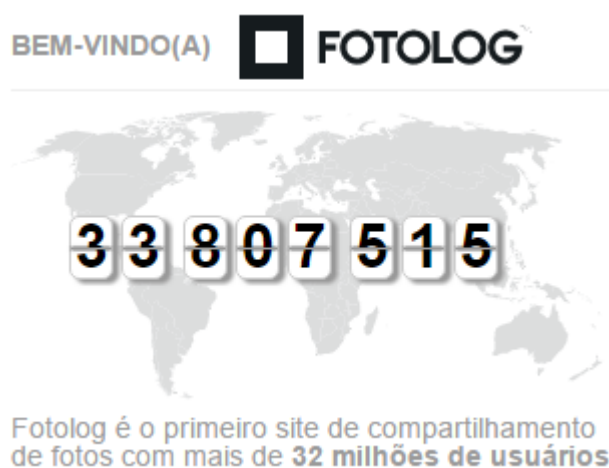 BEM-VINDO(A) FOTOLOG
33 807 515
Fotolog é o primeiro site de compartilhamento
de fotos com mais de 32 milhões de usuários